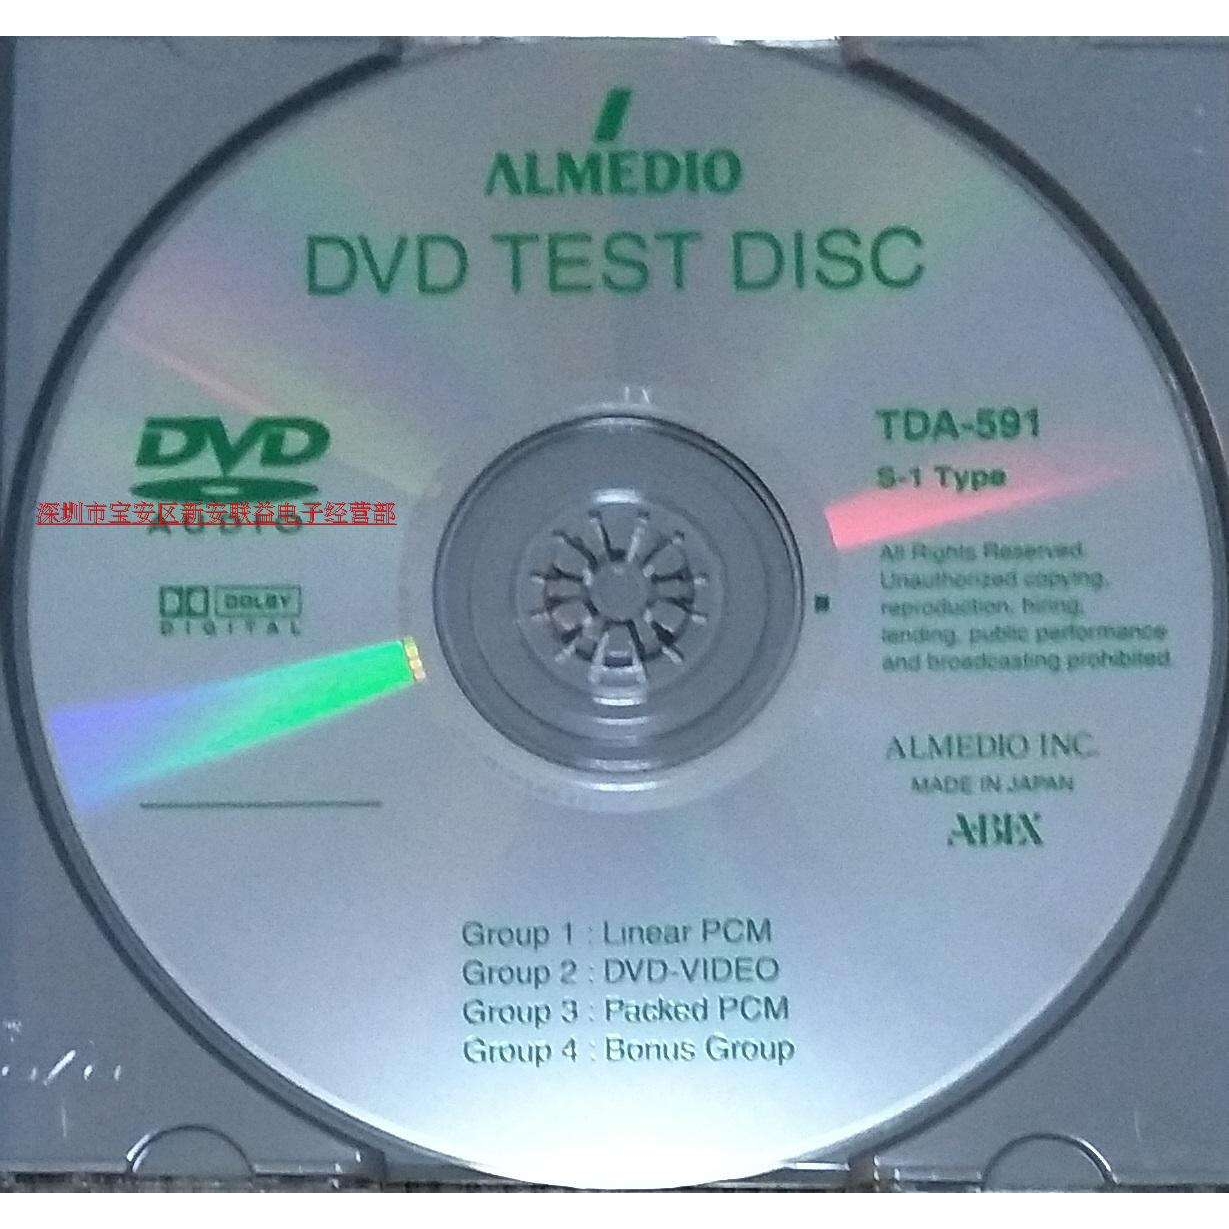 ALMEDIO
DVD TEST DISC
DVD
AUDIO
深圳市宝安区新安联益电子经营部
DOLBY
DIGITAL
TDA-591
S-1 Type
All Rights Reserved.
Unauthorized copying,
reproduction, hiring,
lending, public performance
and broadcasting prohibited.
ALMEDIO INC.
MADE IN JAPAN
ABEX
Group 1 : Linear PCM
Group 2 : DVD-VIDEO
Group 3 : Packed PCM
Group 4 : Bonus Group